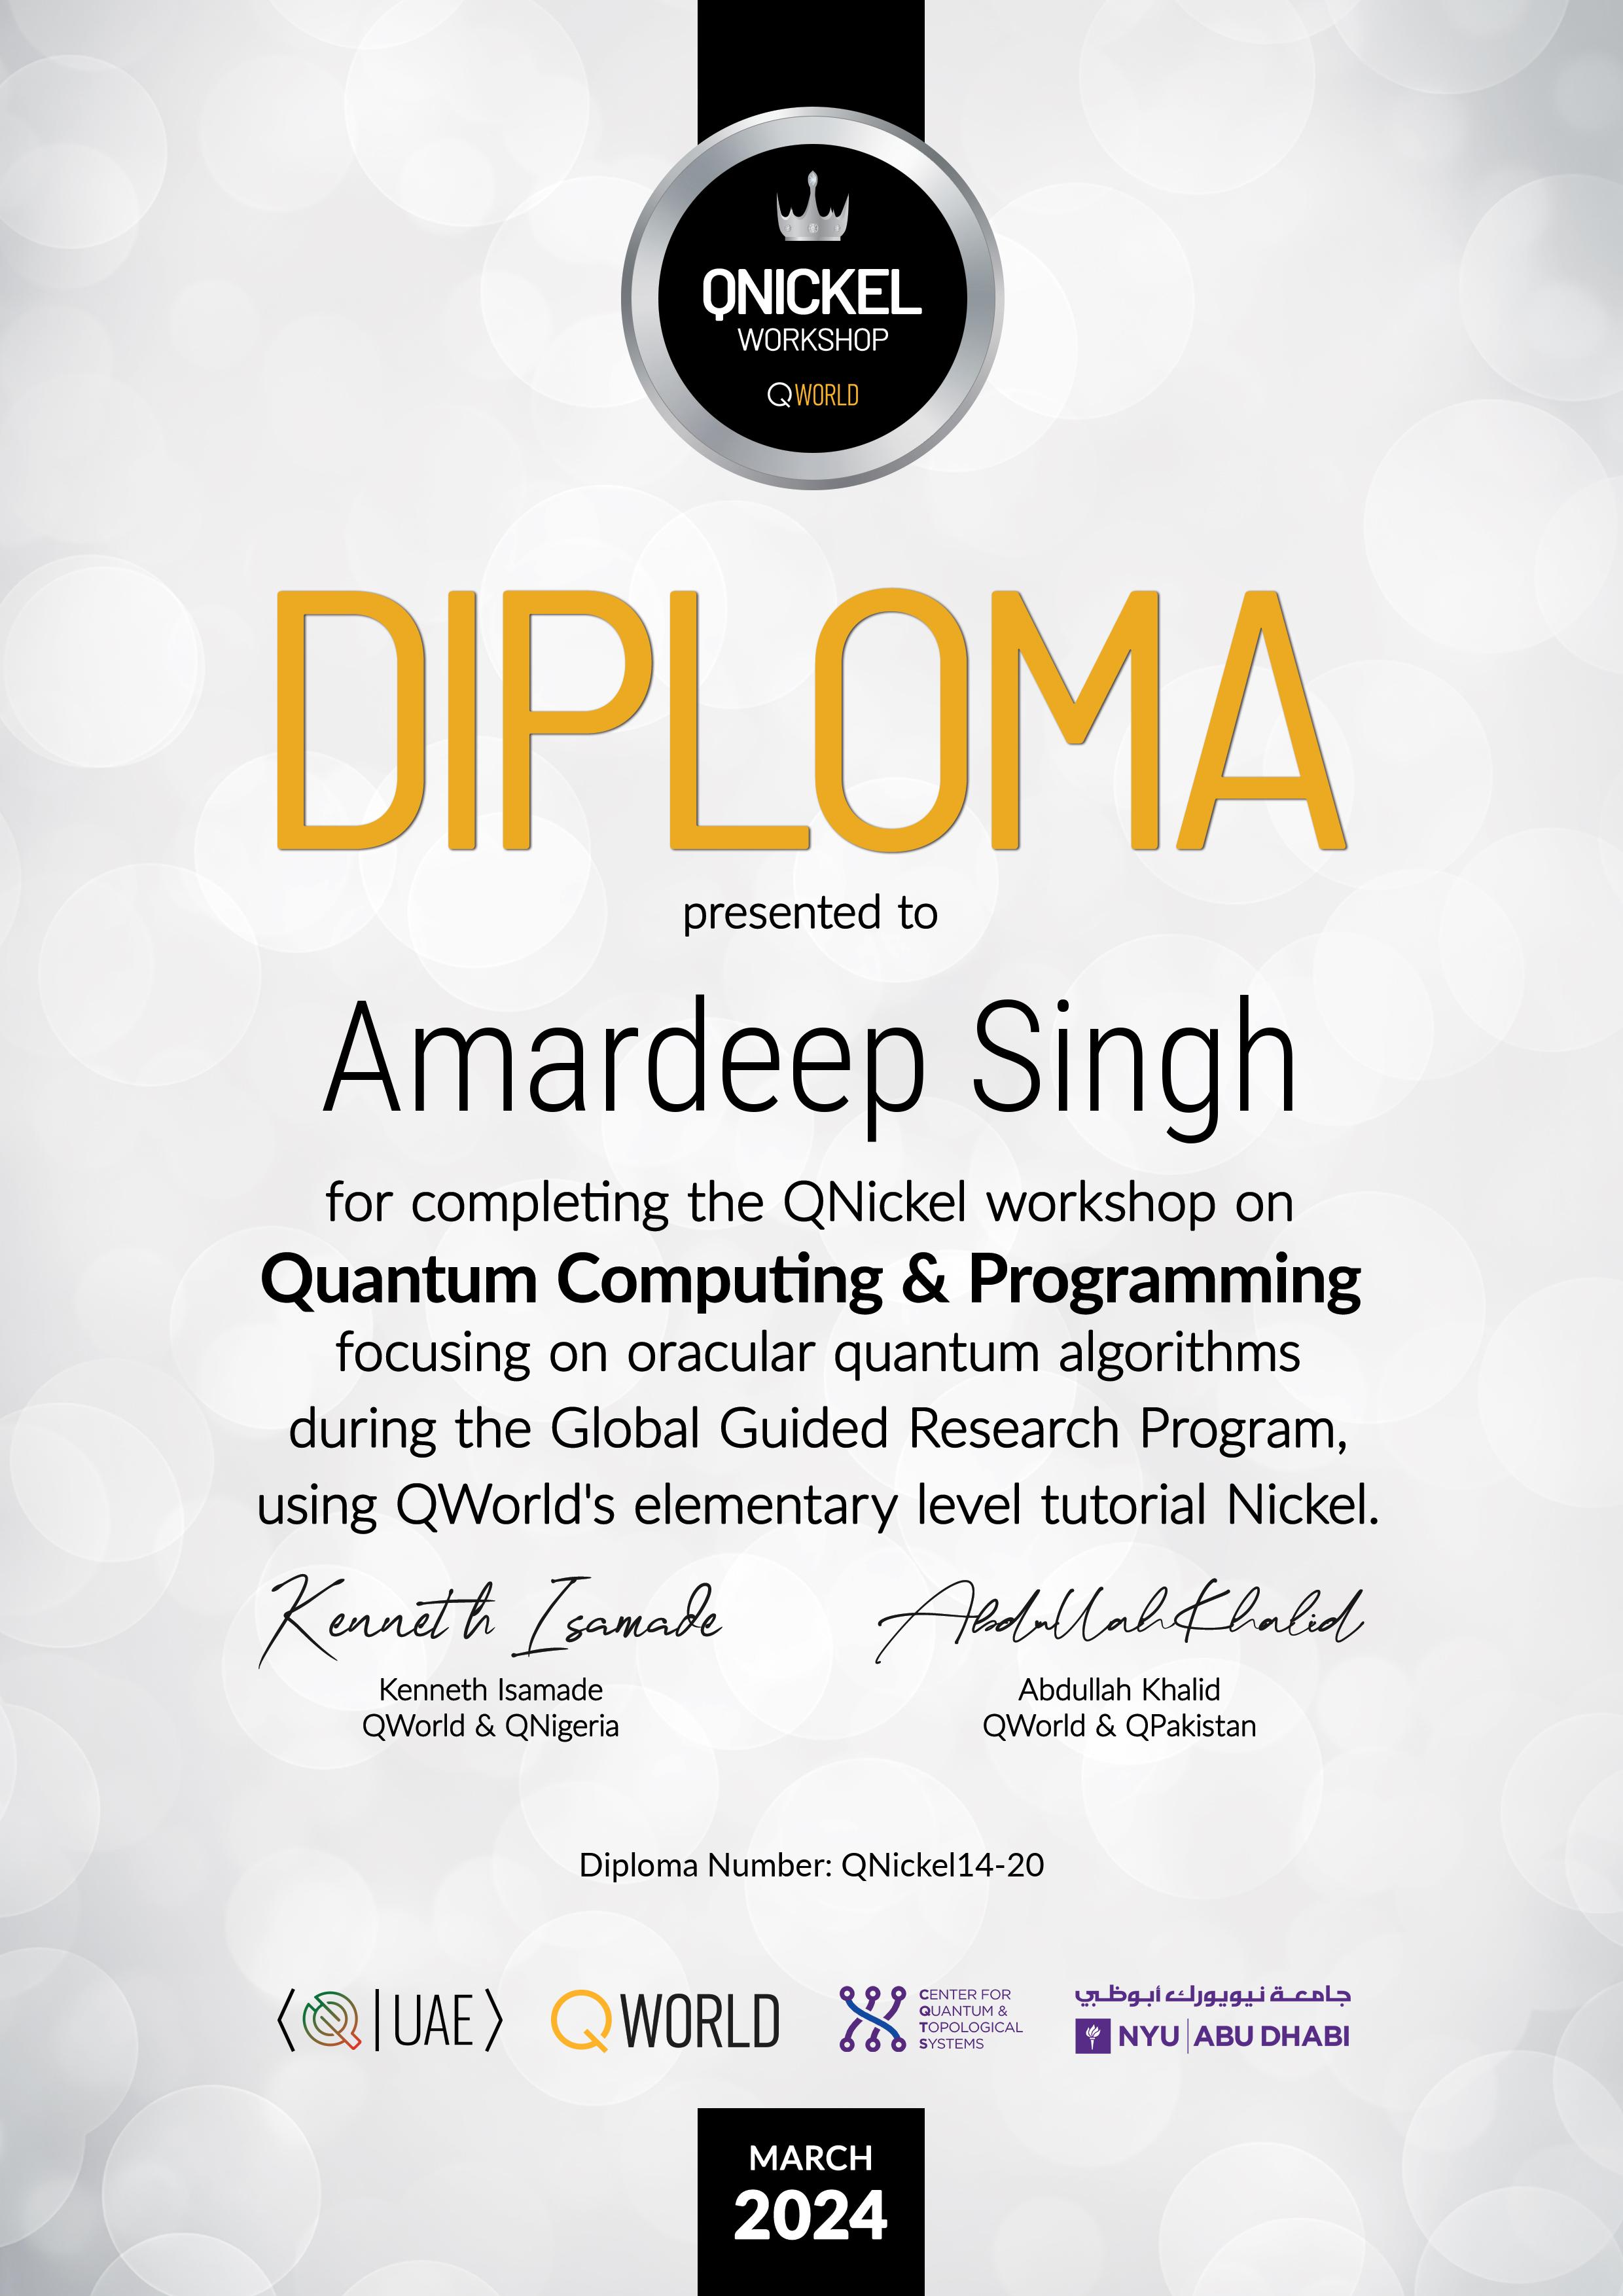 QNICKEL
WORKSHOP
QWORLD
DIPLOMA
presented to
Amardeep Singh
for completing the QNickel workshop on
Quantum Computing & Programming
focusing on oracular quantum algorithms
during the Global Guided Research Program,
using QWorld's elementary level tutorial Nickel.
Kenneth Isamade
Kenneth Isamade
QWorld & QNigeria
Abdullah Khalid
Abdullah Khalid
QWorld & QPakistan
Diploma Number: QNickel14-20
⟨Q|UAE⟩
QWORLD
CENTER FOR
QUANTUM &
TOPOLOGICAL
SYSTEMS
جامعة نيويورك أبوظبي
NYU | ABU DHABI
MARCH
2024